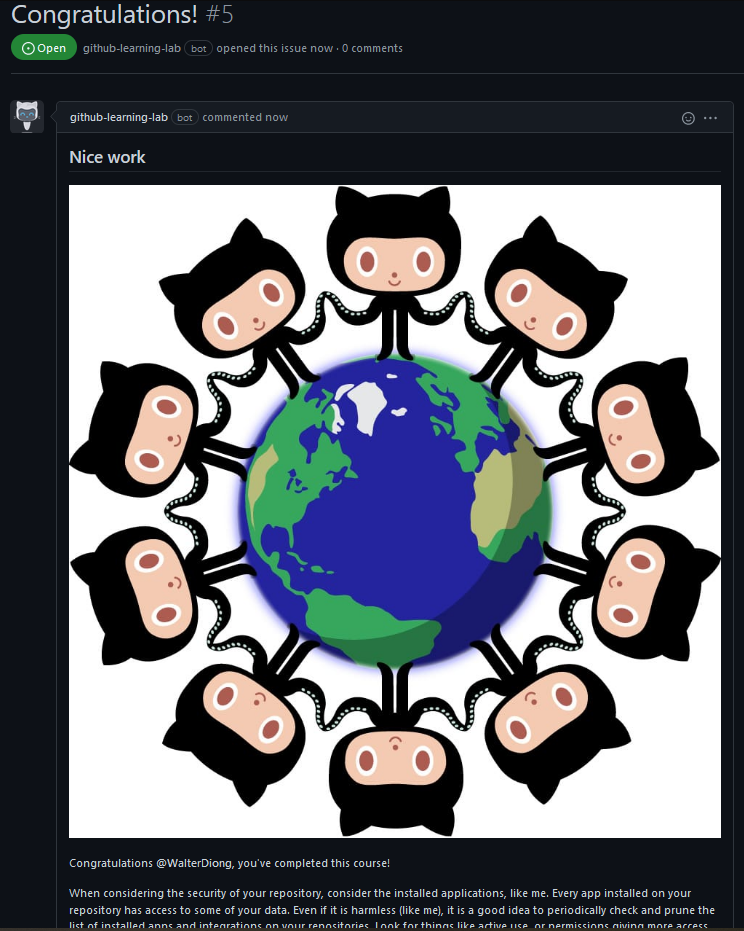 Congratulations! #5
Open github-learning-lab bot opened this issue now · 0 comments
github-learning-lab bot commented now
Nice work
Congratulations @WalterDiong, you've completed this course!
When considering the security of your repository, consider the installed applications, like me. Every app installed on your
repository has access to some of your data. Even if it is harmless (like me), it is a good idea to periodically check and prune the
list of installed apps and integrations on your repositories. Look for things like active use, or permissions giving more access